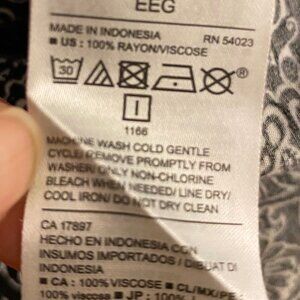 EEG
MADE IN INDONESIA RN 54023
■ US : 100% RAYON/VISCOSE
30
I
1166
MACHINE WASH COLD GENTLE
CYCLE/ REMOVE PROMPTLY FROM
WASHER/ ONLY NON-CHLORINE
BLEACH WHEN NEEDED/ LINE DRY/
COOL IRON/ DO NOT DRY CLEAN
CA 17897
HECHO EN INDONESIA CON
INSUMOS IMPORTADOS / DIBUAT DI
INDONESIA
■ CA : 100% VISCOSE ■ CL/MX/PE :
100% viscose ■ JP : 100%